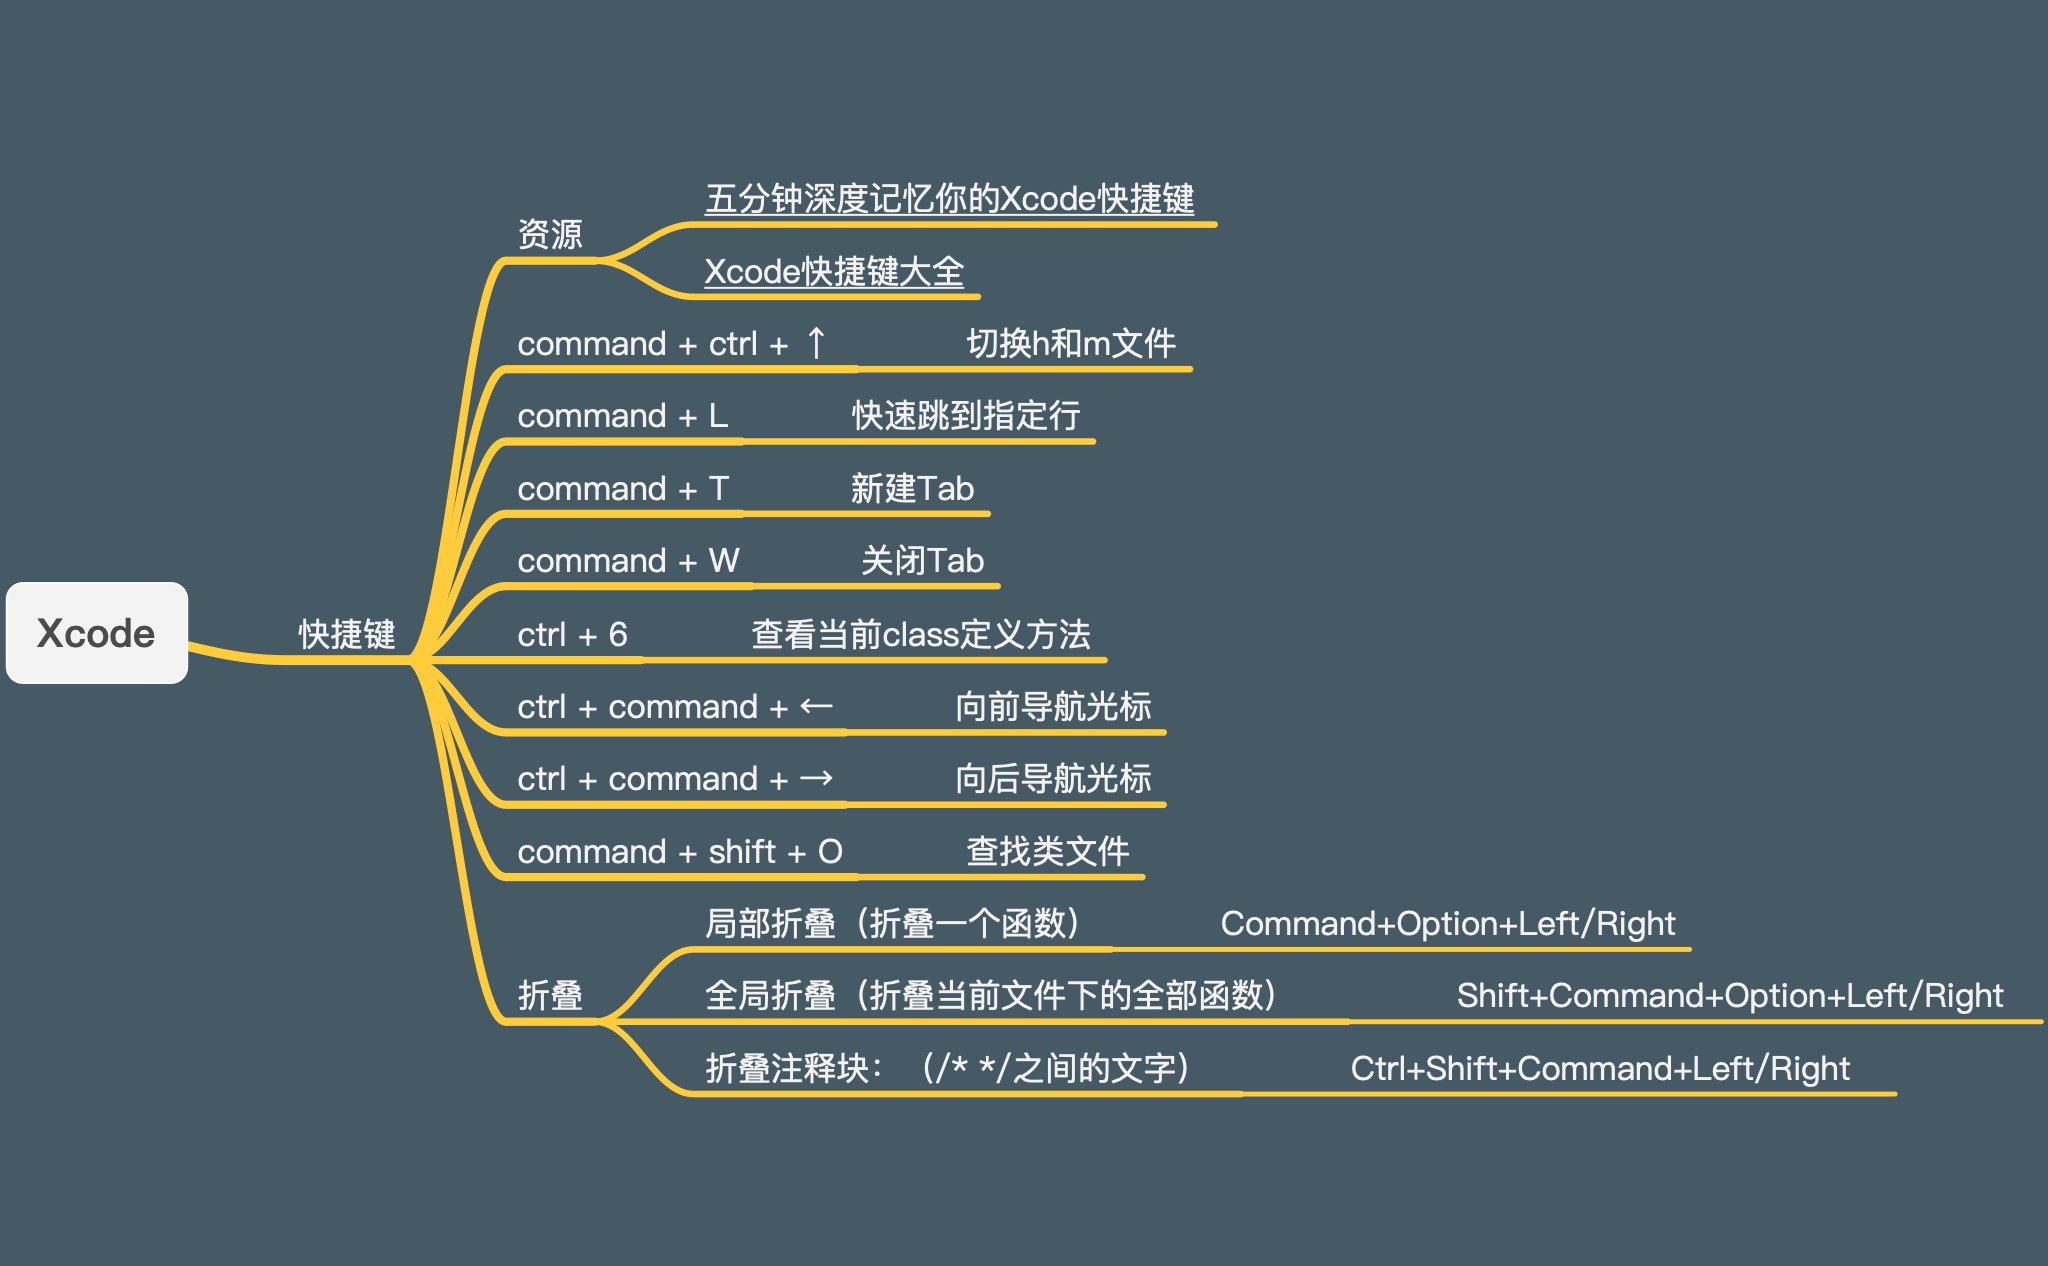 Xcode
快捷键
资源
五分钟深度记忆你的Xcode快捷键
Xcode快捷键大全
command + ctrl + ↑ 切换h和m文件
command + L 快速跳到指定行
command + T 新建Tab
command + W 关闭Tab
ctrl + 6 查看当前class定义方法
ctrl + command + ← 向前导航光标
ctrl + command + → 向后导航光标
command + shift + O 查找类文件
折叠
局部折叠（折叠一个函数） Command+Option+Left/Right
全局折叠（折叠当前文件下的全部函数） Shift+Command+Option+Left/Right
折叠注释块：（/* */之间的文字） Ctrl+Shift+Command+Left/Right